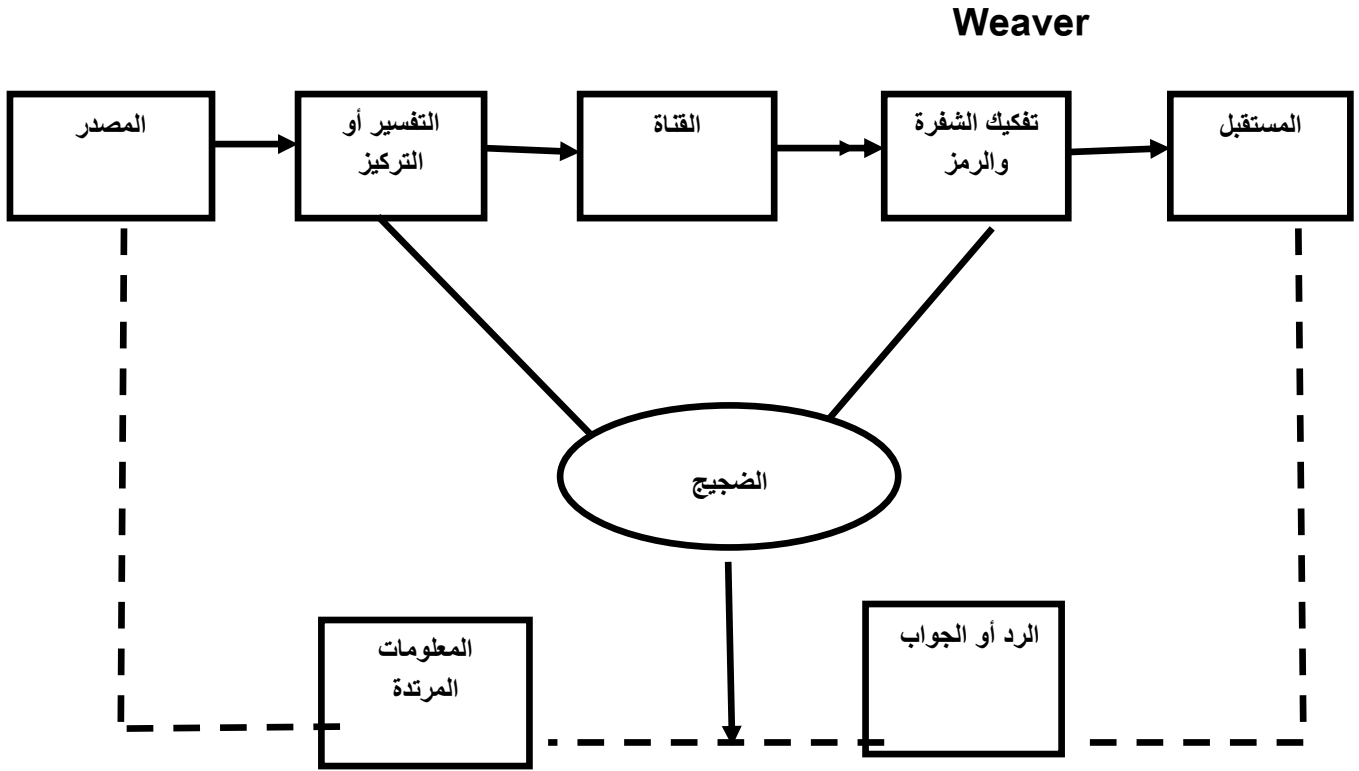 Weaver
المصدر
التفسير أو
التركيز
القناة
تفكيك الشفرة
والرمز
المستقبل
الضجيج
المعلومات
المرتدة
الرد أو الجواب